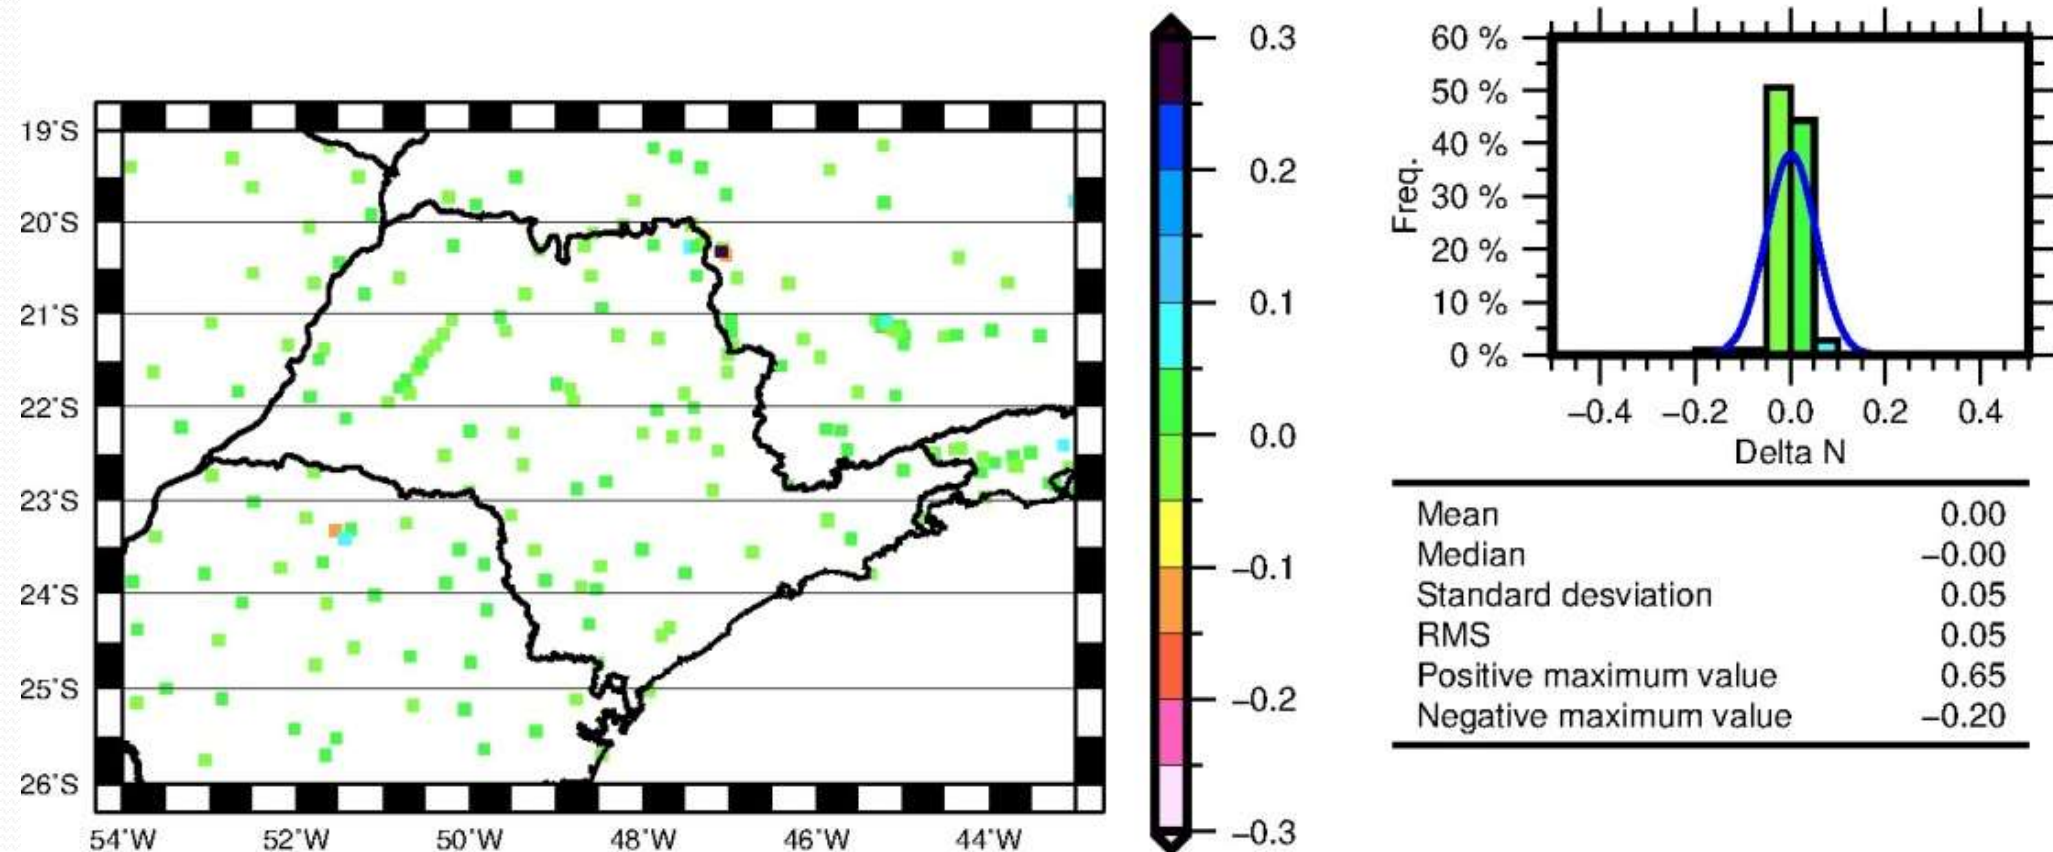 19°S
20°S
21°S
22°S
23°S
24°S
25°S
26°S
54°W 52°W 50°W 48°W 46°W 44°W
0.3
0.2
0.1
0.0
−0.1
−0.2
−0.3
Freq.
60 %
50 %
40 %
30 %
20 %
10 %
0 %
−0.4 −0.2 0.0 0.2 0.4
Delta N
Mean 0.00
Median −0.00
Standard desviation 0.05
RMS 0.05
Positive maximum value 0.65
Negative maximum value −0.20